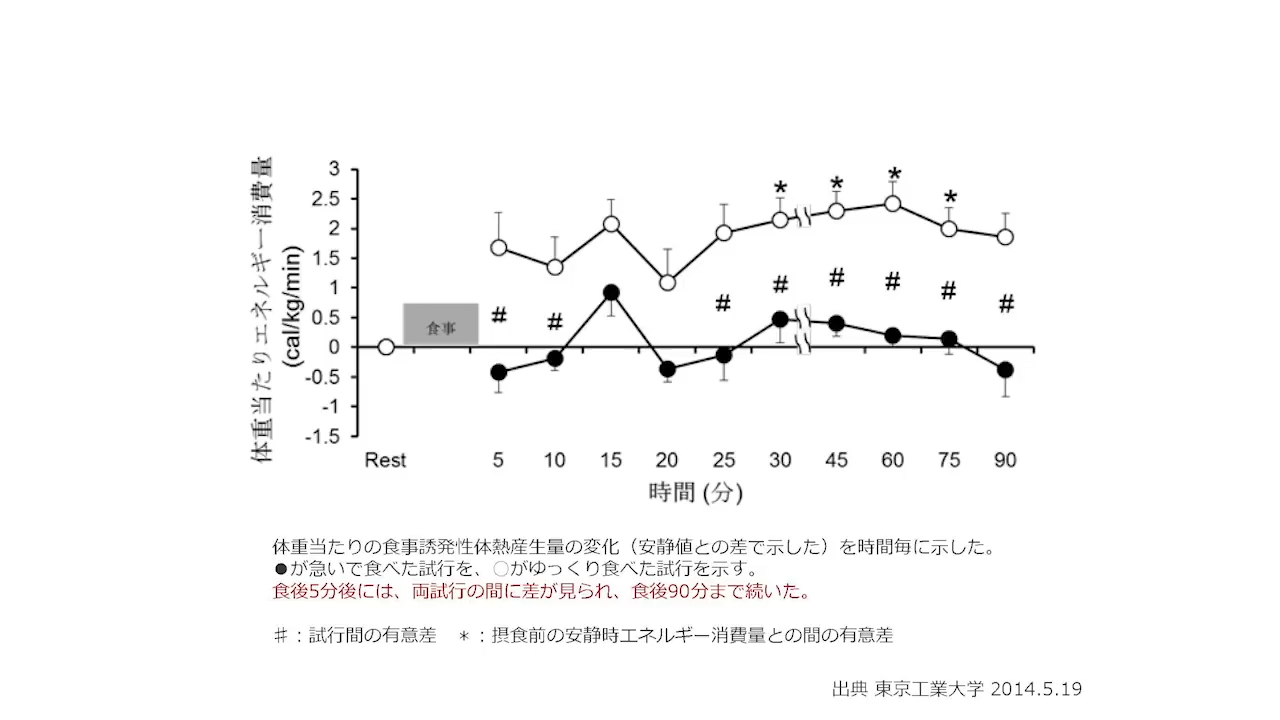 体重当たりエネルギー消費量
(cal/kg/min)
3
2.5
2
1.5
1
0.5
0
-0.5
-1
-1.5
* * * *
# # # # # # # #
食事
Rest 5 10 15 20 25 30 45 60 75 90
時間 (分)
体重当たりの食事誘発性体熱産生量の変化（安静値との差で示した）を時間毎に示した。
●が急いで食べた試行を、○がゆっくり食べた試行を示す。
食後5分後には、両試行の間に差が見られ、食後90分まで続いた。
＃：試行間の有意差　＊：摂食前の安静時エネルギー消費量との間の有意差
出典 東京工業大学 2014.5.19